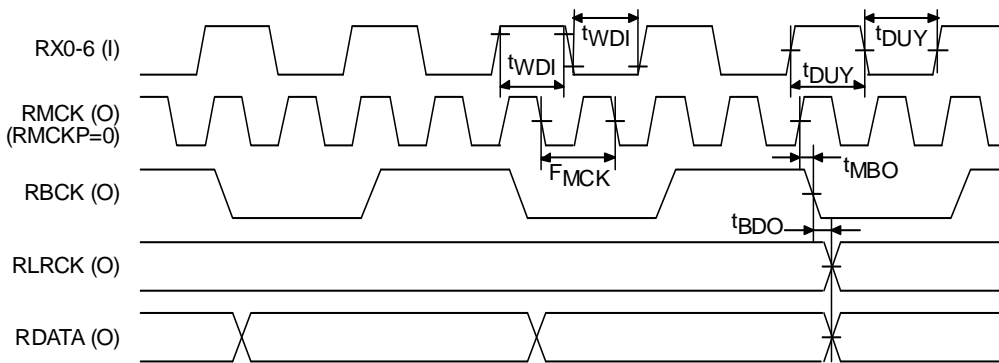 RX0-6 (I)
tWDI
tDUY
tWDI
tDUY
RMCK (O)
(RMCKP=0)
FMCK
tMBO
RBCK (O)
tBDO
RLRCK (O)
RDATA (O)